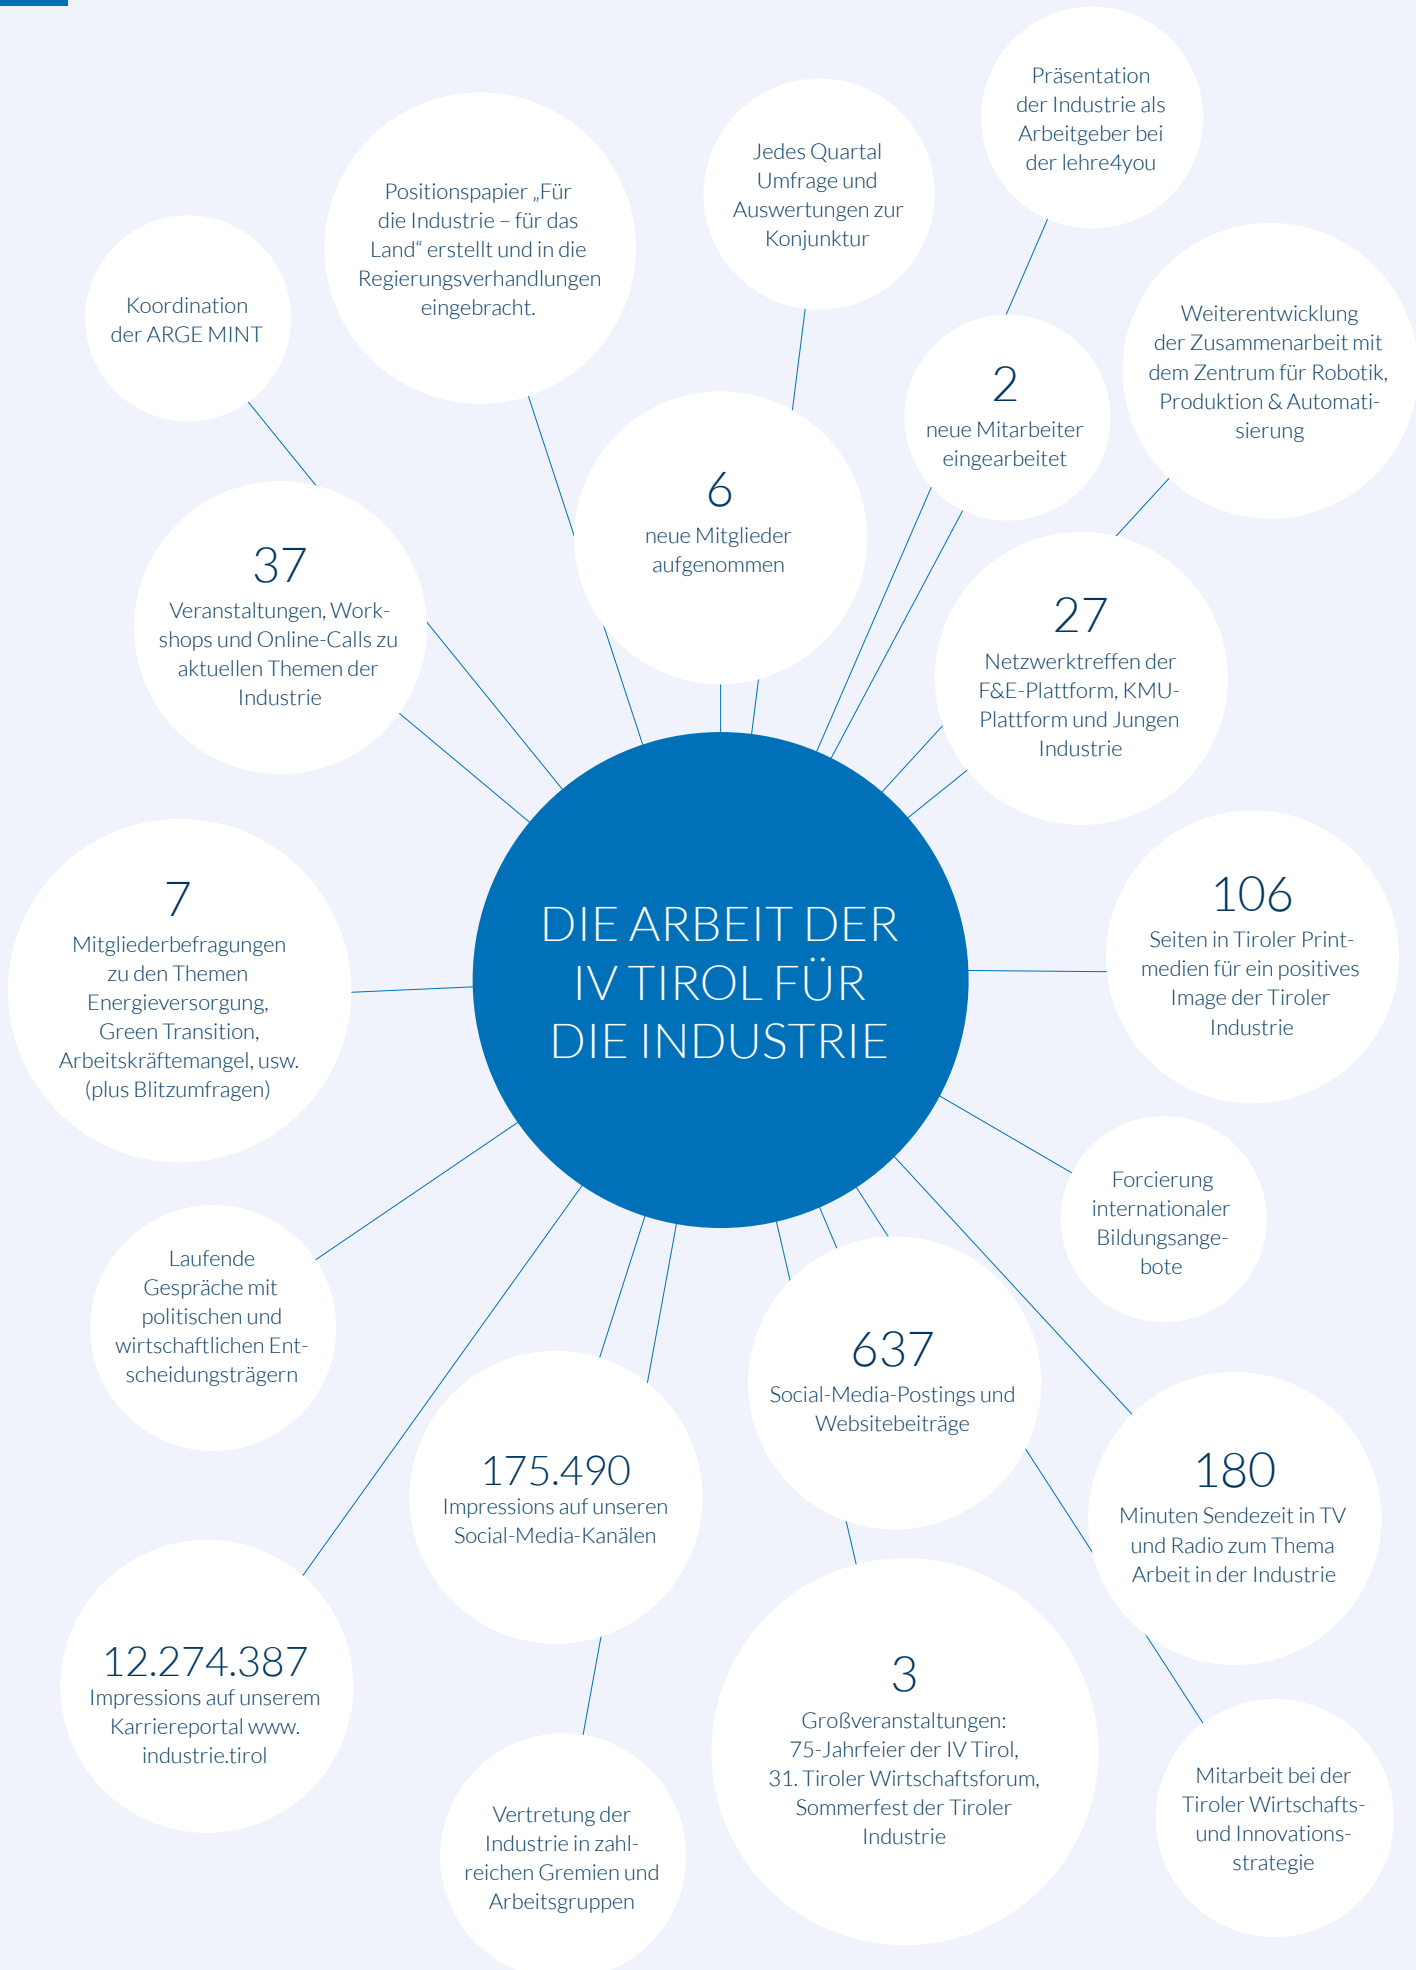 Präsentation
der Industrie als
Arbeitgeber bei
der lehre4you
Jedes Quartal
Umfrage und
Auswertungen zur
Konjunktur
Positionspapier „Für
die Industrie – für das
Land“ erstellt und in die
Regierungsverhandlungen
eingebracht.
Koordination
der ARGE MINT
Weiterentwicklung
der Zusammenarbeit mit
dem Zentrum für Robotik,
Produktion & Automati-
sierung
2
neue Mitarbeiter
eingearbeitet
6
neue Mitglieder
aufgenommen
37
Veranstaltungen, Work-
shops und Online-Calls zu
aktuellen Themen der
Industrie
27
Netzwerktreffen der
F&E-Plattform, KMU-
Plattform und Jungen
Industrie
7
Mitgliederbefragungen
zu den Themen
Energieversorgung,
Green Transition,
Arbeitskräftemangel, usw.
(plus Blitzumfragen)
DIE ARBEIT DER
IV TIROL FÜR
DIE INDUSTRIE
106
Seiten in Tiroler Print-
medien für ein positives
Image der Tiroler
Industrie
Forcierung
internationaler
Bildungsange-
bote
Laufende
Gespräche mit
politischen und
wirtschaftlichen Ent-
scheidungsträgern
637
Social-Media-Postings und
Websitebeiträge
175.490
Impressions auf unseren
Social-Media-Kanälen
180
Minuten Sendezeit in TV
und Radio zum Thema
Arbeit in der Industrie
12.274.387
Impressions auf unserem
Karriereportal www.
industrie.tirol
3
Großveranstaltungen:
75-Jahrfeier der IV Tirol,
31. Tiroler Wirtschaftsforum,
Sommerfest der Tiroler
Industrie
Vertretung der
Industrie in zahl-
reichen Gremien und
Arbeitsgruppen
Mitarbeit bei der
Tiroler Wirtschafts-
und Innovations-
strategie